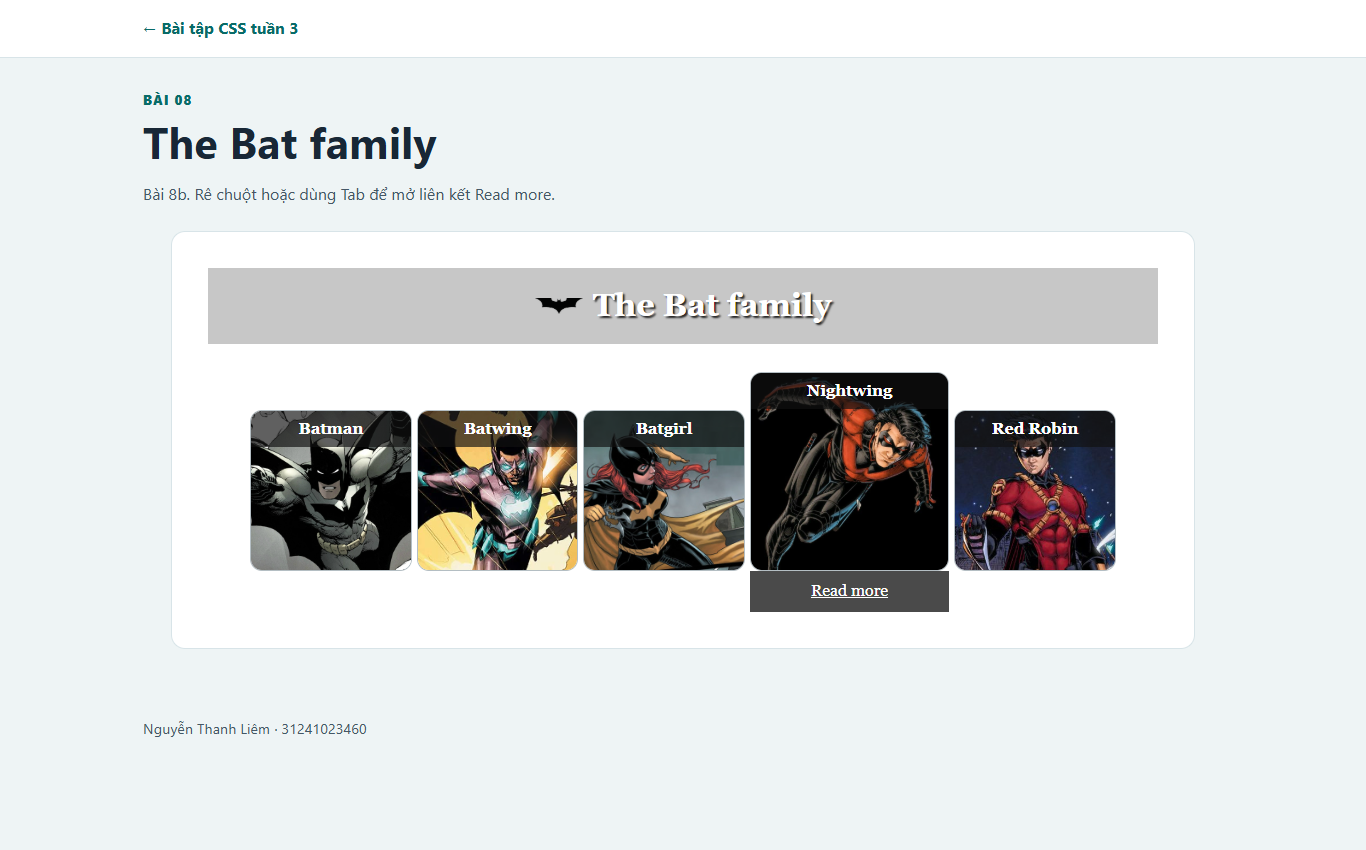 ← Bài tập CSS tuần 3
BÀI 08
The Bat family
Bài 8b. Rê chuột hoặc dùng Tab để mở liên kết Read more.
The Bat family
Batman
Batwing
Batgirl
Nightwing
Red Robin
Read more
Nguyễn Thanh Liêm · 31241023460